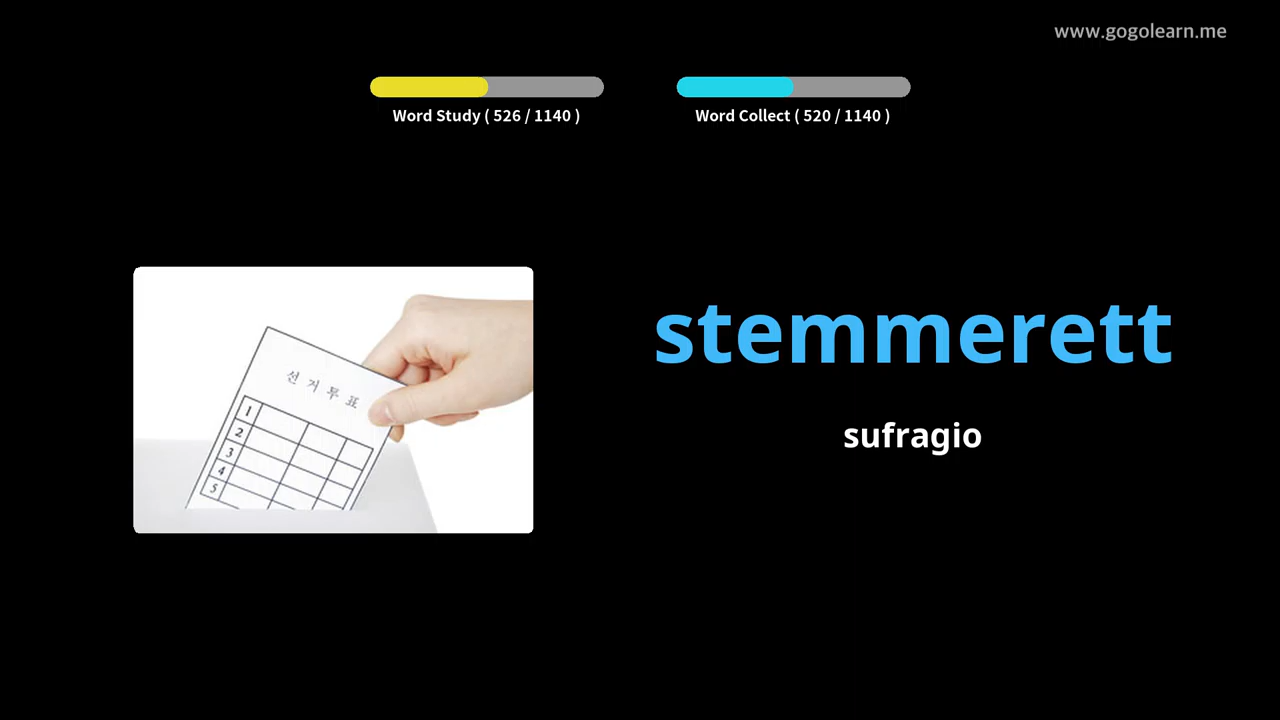 www.gogolearn.me
Word Study ( 526 / 1140 )
Word Collect ( 520 / 1140 )
선거투표
1
2
3
4
5
stemmerett
sufragio